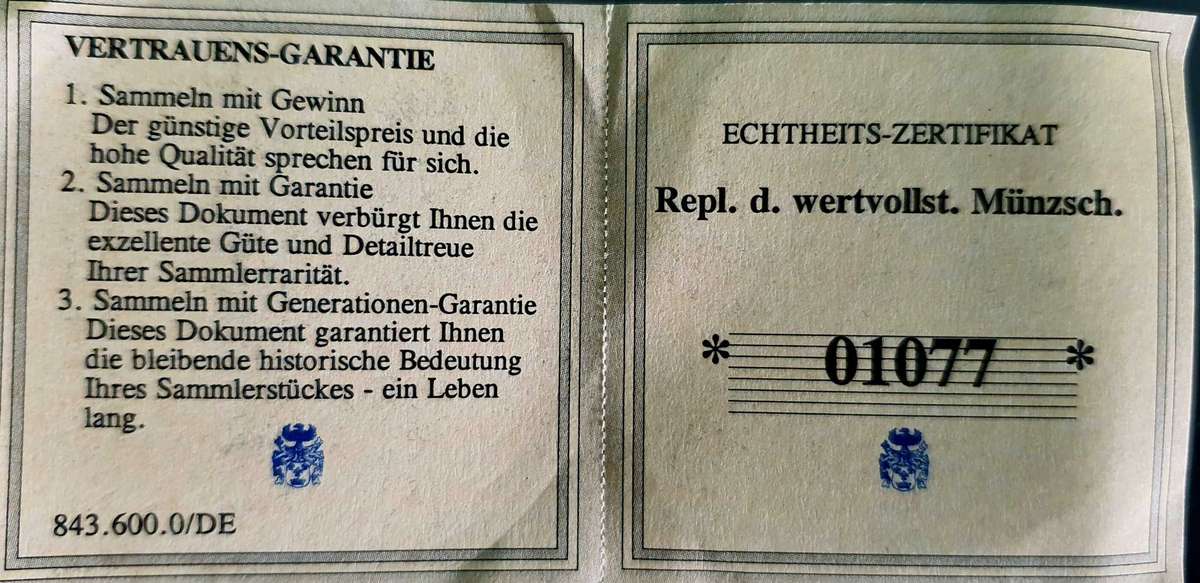 VERTRAUENS-GARANTIE
1. Sammeln mit Gewinn
Der günstige Vorteilspreis und die
hohe Qualität sprechen für sich.
2. Sammeln mit Garantie
Dieses Dokument verbürgt Ihnen die
exzellente Güte und Detailtreue
Ihrer Sammlerrarität.
3. Sammeln mit Generationen-Garantie
Dieses Dokument garantiert Ihnen
die bleibende historische Bedeutung
Ihres Sammlerstückes - ein Leben
lang.
843.600.0/DE
ECHTHEITS-ZERTIFIKAT
Repl. d. wertvollst. Münzsch.
* 01077 *